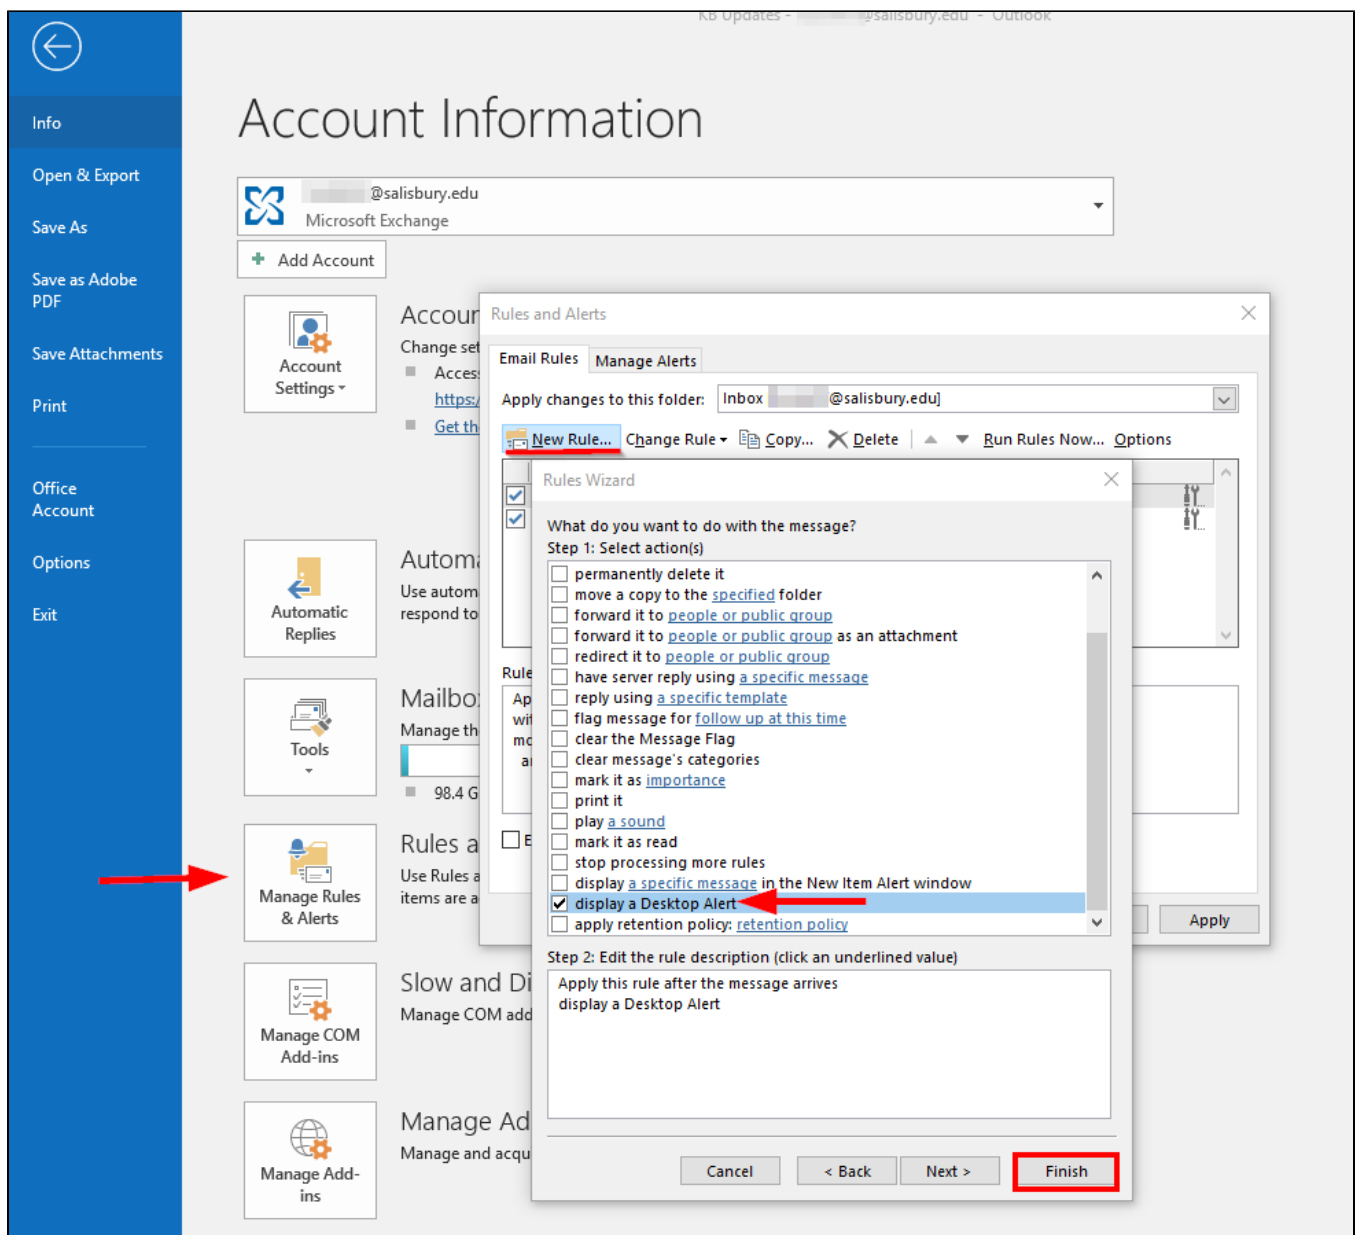 KB Updates - @salisbury.edu - Outlook
Info
Open & Export
Save As
Save as Adobe
PDF
Save Attachments
Print
Office
Account
Options
Exit
Account Information
@salisbury.edu
Microsoft Exchange
+ Add Account
Account
Settings
Accour
Change set
Acces
https:/
Get th
Automatic
Replies
Automa
Use autom
respond to
Tools
Mailbo
Manage th
98.4 G
Manage Rules
& Alerts
Rules a
Use Rules a
items are a
Manage COM
Add-ins
Slow and Di
Manage COM add
Manage Add-
ins
Manage Ad
Manage and acqu
Rules and Alerts
Email Rules Manage Alerts
Apply changes to this folder: Inbox @salisbury.edu]
New Rule... Change Rule Copy... Delete Run Rules Now... Options
Rule
Ap
wit
mo
a
E
Apply
Rules Wizard
What do you want to do with the message?
Step 1: Select action(s)
permanently delete it
move a copy to the specified folder
forward it to people or public group
forward it to people or public group as an attachment
redirect it to people or public group
have server reply using a specific message
reply using a specific template
flag message for follow up at this time
clear the Message Flag
clear message's categories
mark it as importance
print it
play a sound
mark it as read
stop processing more rules
display a specific message in the New Item Alert window
display a Desktop Alert
apply retention policy: retention policy
Step 2: Edit the rule description (click an underlined value)
Apply this rule after the message arrives
display a Desktop Alert
Cancel < Back Next > Finish